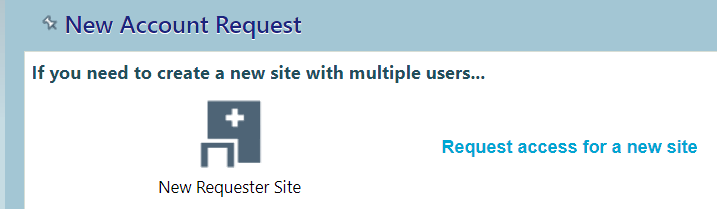 New Account Request
If you need to create a new site with multiple users...
Request access for a new site
New Requester Site